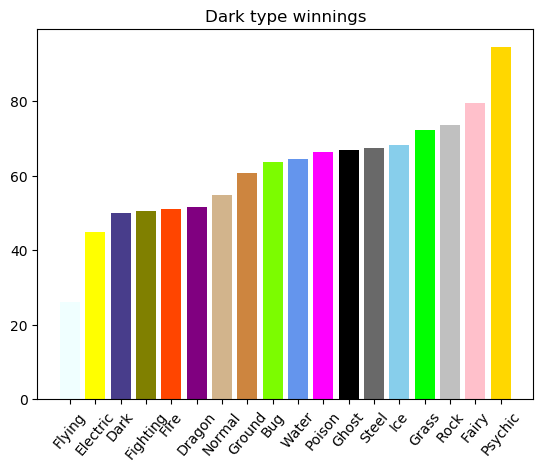 Dark type winnings
80
60
40
20
0
Flying
Electric
Dark
Fighting
Fire
Dragon
Normal
Ground
Bug
Water
Poison
Ghost
Steel
Ice
Grass
Rock
Fairy
Psychic